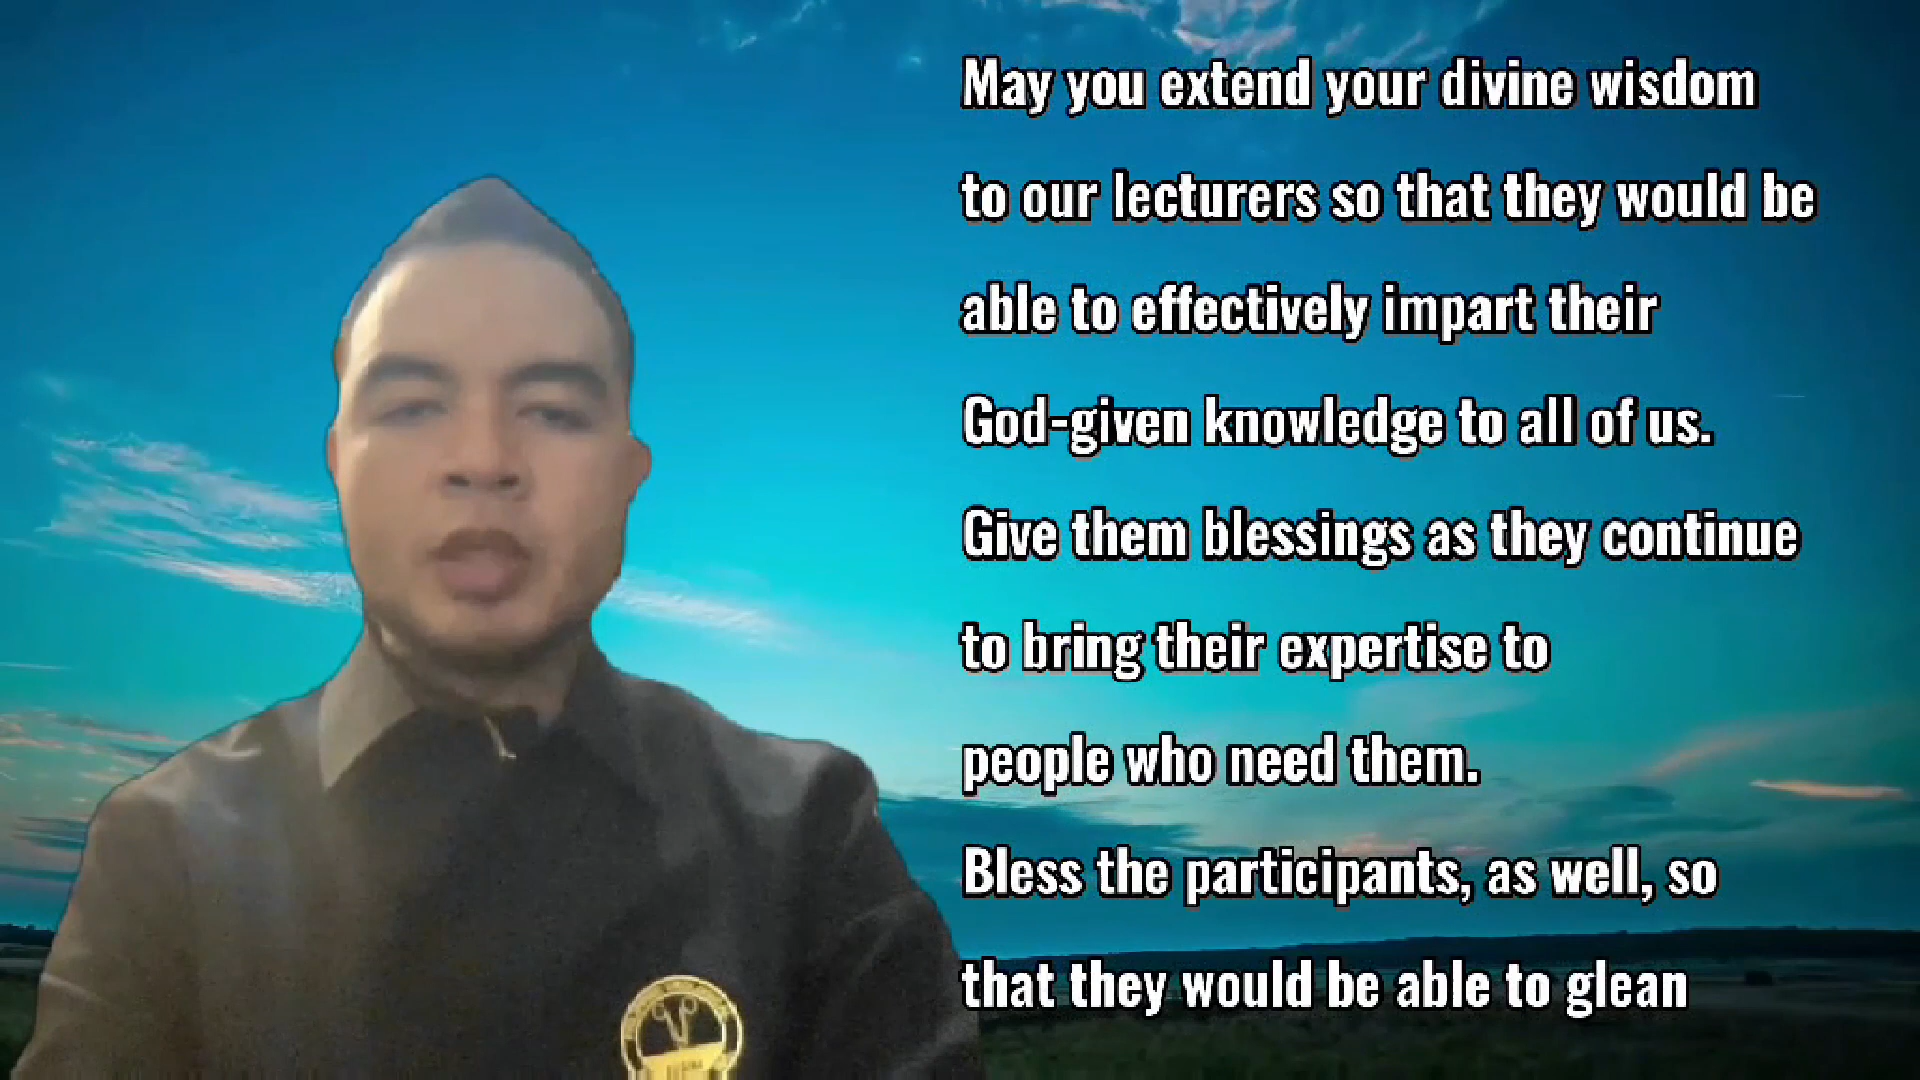 May you extend your divine wisdom
to our lecturers so that they would be
able to effectively impart their
God-given knowledge to all of us.
Give them blessings as they continue
to bring their expertise to
people who need them.
Bless the participants, as well, so
that they would be able to glean